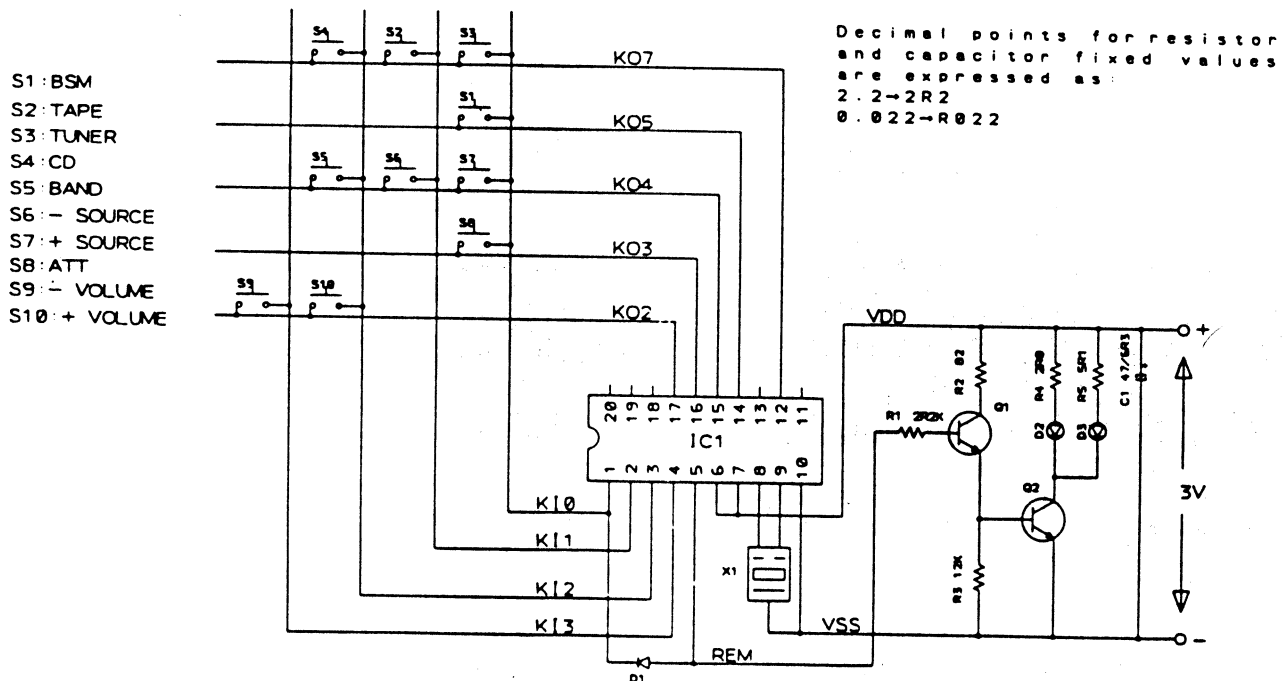 Decimal points for resistor
and capacitor fixed values
are expressed as:
2.2→2R2
0.022→R022
S1:BSM
S2:TAPE
S3:TUNER
S4:CD
S5:BAND
S6:- SOURCE
S7:+ SOURCE
S8:ATT
S9:- VOLUME
S10:+ VOLUME
S4 S2 S3
KO7
S1
KO5
S5 S6 S7
KO4
S8
KO3
S9 S10
KO2
VDD
+
R2 82
R4 2R0
R5 5R1
C1 47/6R3
20 19 18 17 16 15 14 13 12 11
IC1
1 2 3 4 5 6 7 8 9 10
R1 2R2K
Q1
D2
D3
Q2
3V
KI0
KI1
X1
R3 12K
KI2
KI3
VSS
-
REM
D1